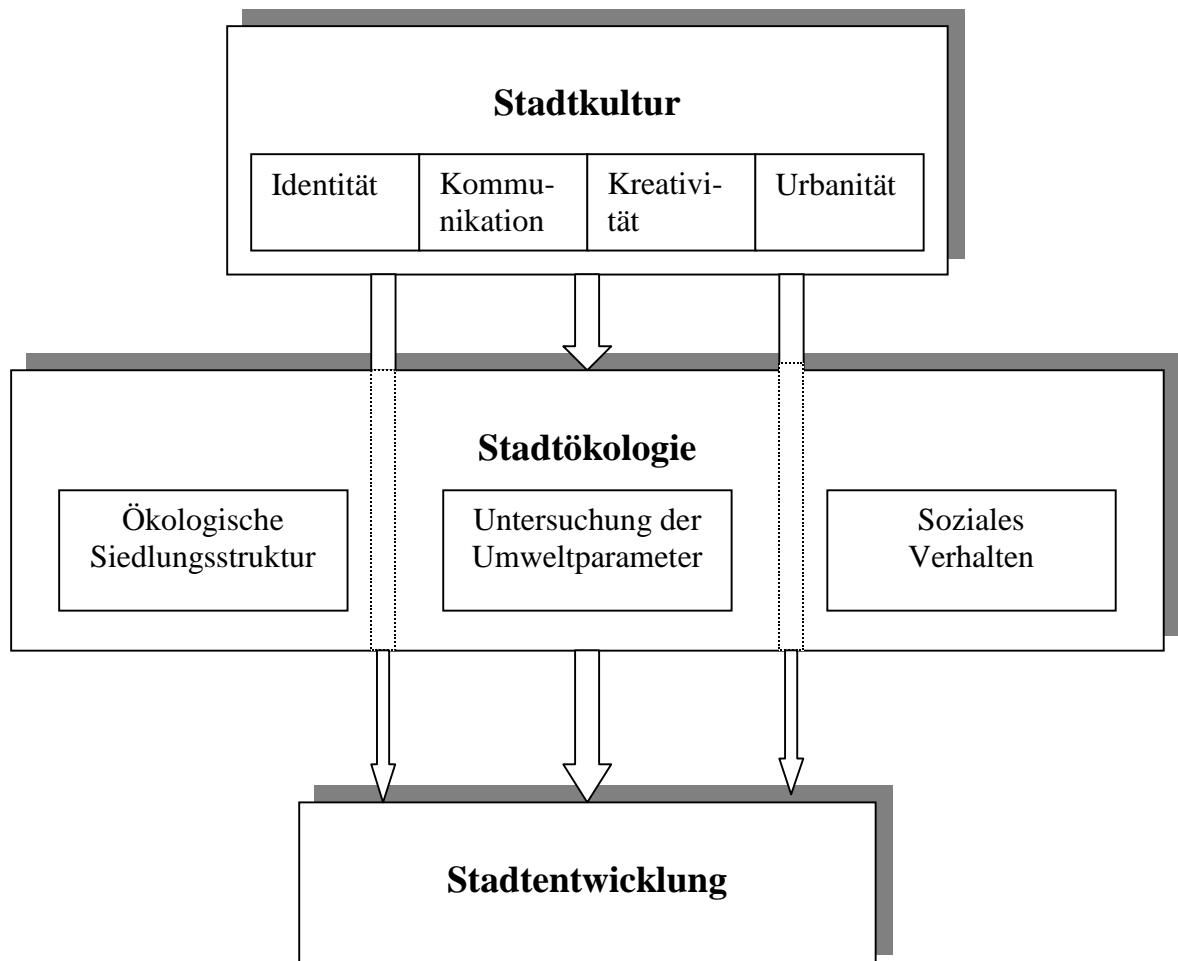 Stadtkultur
Identität
Kommu-
nikation
Kreativi-
tät
Urbanität
Stadtökologie
Ökologische
Siedlungsstruktur
Untersuchung der
Umweltparameter
Soziales
Verhalten
Stadtentwicklung